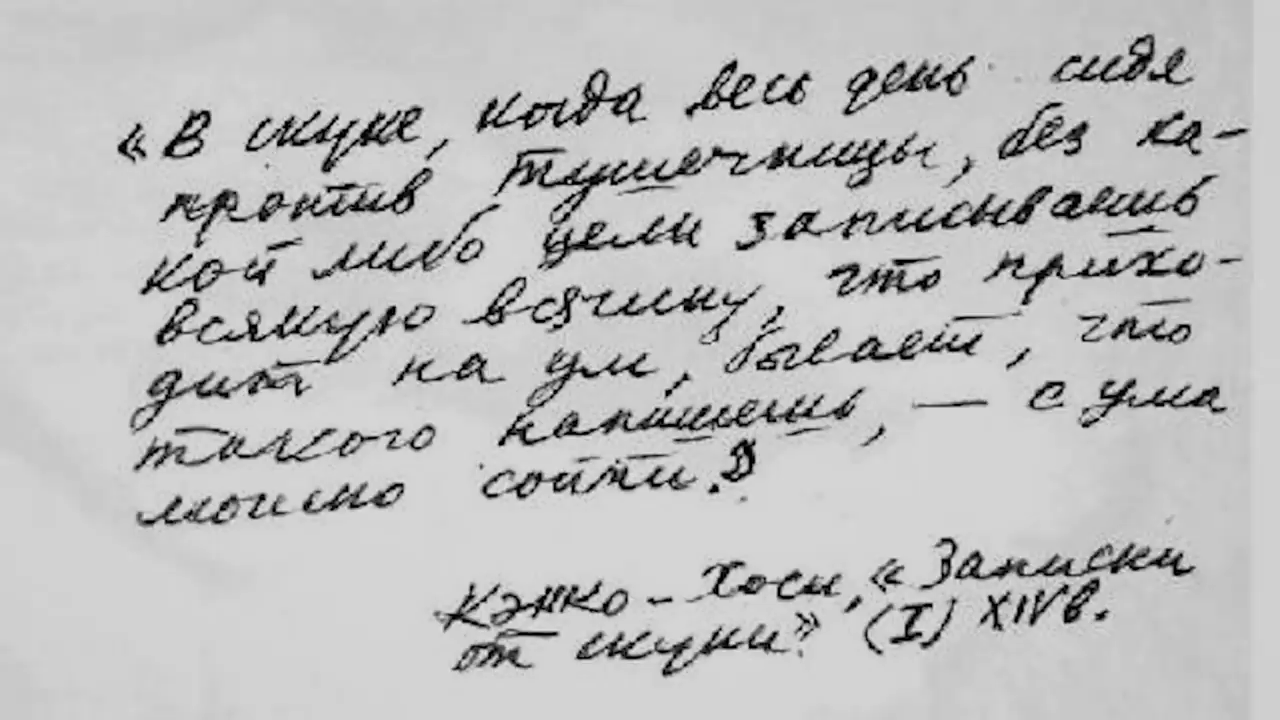 «В скуке, когда весь день сидя
против тушечницы, без ка-
кой либо цели записываешь
всякую всячину, что прихо-
дит на ум, бывает, что
такого напишешь, — с ума
можно сойти.»
Кэнко-Хоси, «Записки
от скуки» (I) XIV в.